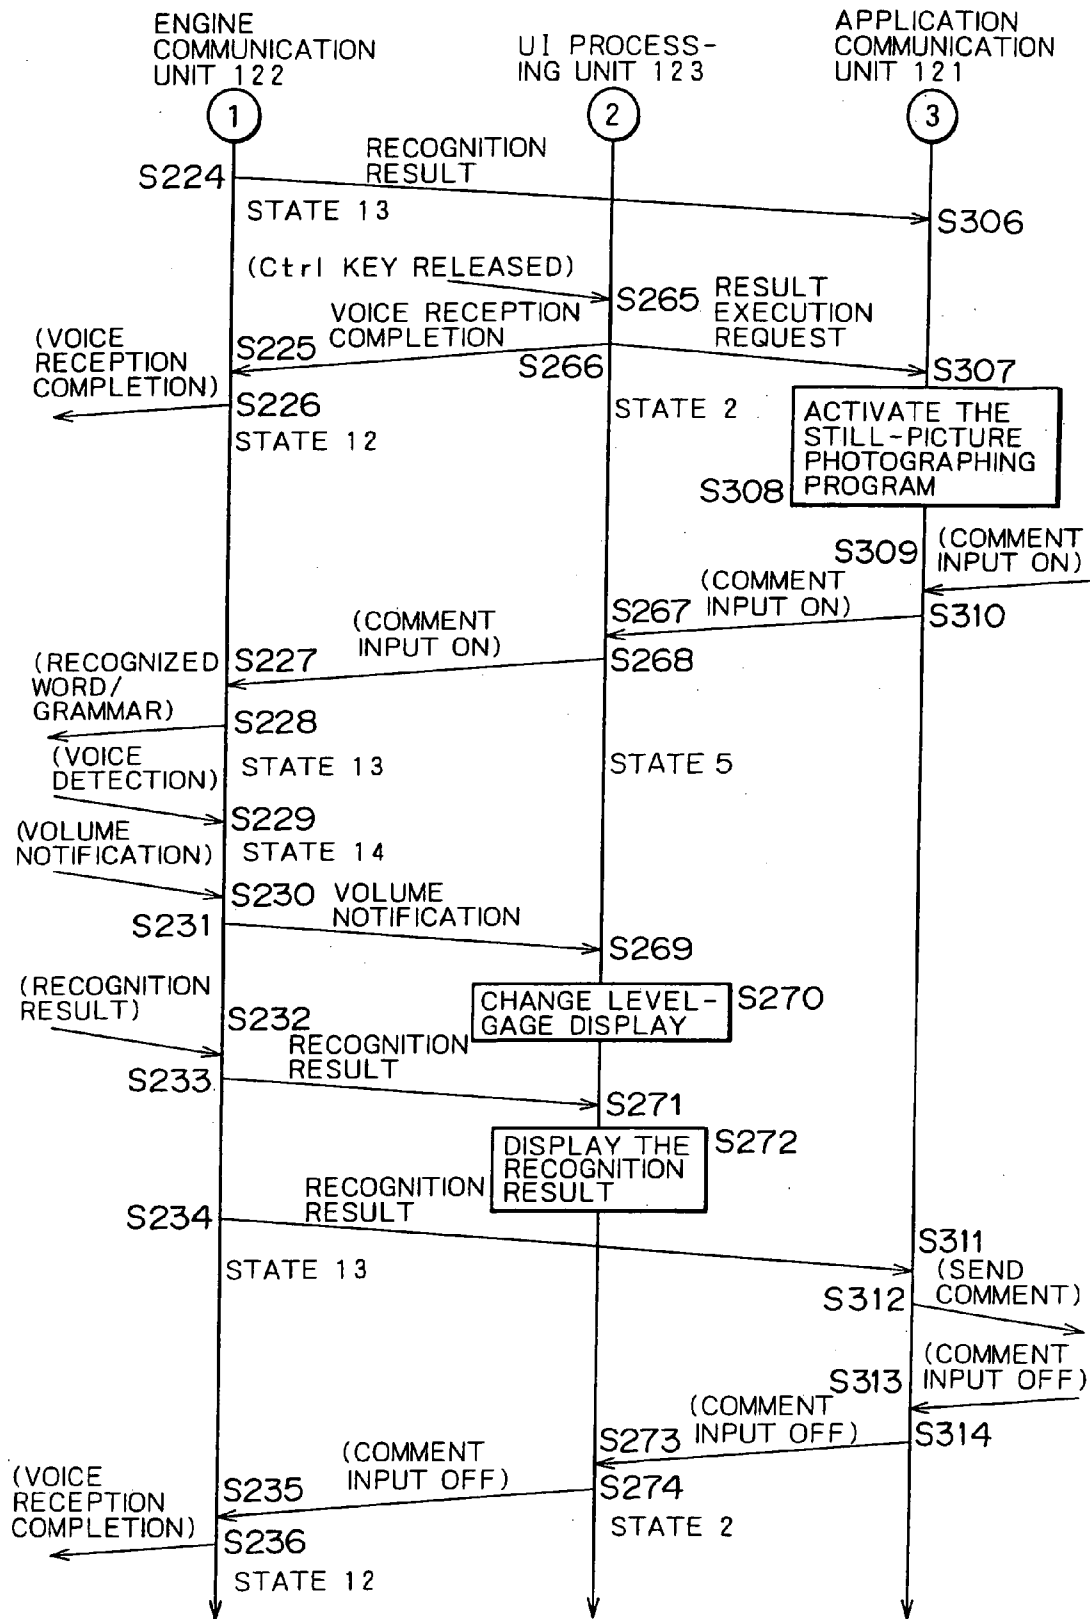 ENGINE
COMMUNICATION
UNIT 122
UI PROCESS-
ING UNIT 123
APPLICATION
COMMUNICATION
UNIT 121
1
2
3
RECOGNITION
RESULT
S224
STATE 13
S306
(Ctrl KEY RELEASED)
S265
RESULT
EXECUTION
REQUEST
VOICE RECEPTION
COMPLETION
(VOICE
RECEPTION
COMPLETION)
S225
S266
S307
S226
STATE 12
STATE 2
ACTIVATE THE
STILL-PICTURE
PHOTOGRAPHING
PROGRAM
S308
S309
(COMMENT
INPUT ON)
(COMMENT
INPUT ON)
S267
S310
(COMMENT
INPUT ON)
S227
S268
(RECOGNIZED
WORD/
GRAMMAR)
S228
STATE 13
STATE 5
(VOICE
DETECTION)
S229
(VOLUME
NOTIFICATION)
STATE 14
S230
VOLUME
NOTIFICATION
S231
S269
CHANGE LEVEL-
GAGE DISPLAY
S270
(RECOGNITION
RESULT)
S232
RECOGNITION
RESULT
S233
S271
DISPLAY THE
RECOGNITION
RESULT
S272
RECOGNITION
RESULT
S234
S311
STATE 13
(SEND
COMMENT)
S312
S313
(COMMENT
INPUT OFF)
(COMMENT
INPUT OFF)
S273
S314
(COMMENT
INPUT OFF)
S235
S274
(VOICE
RECEPTION
COMPLETION)
S236
STATE 2
STATE 12